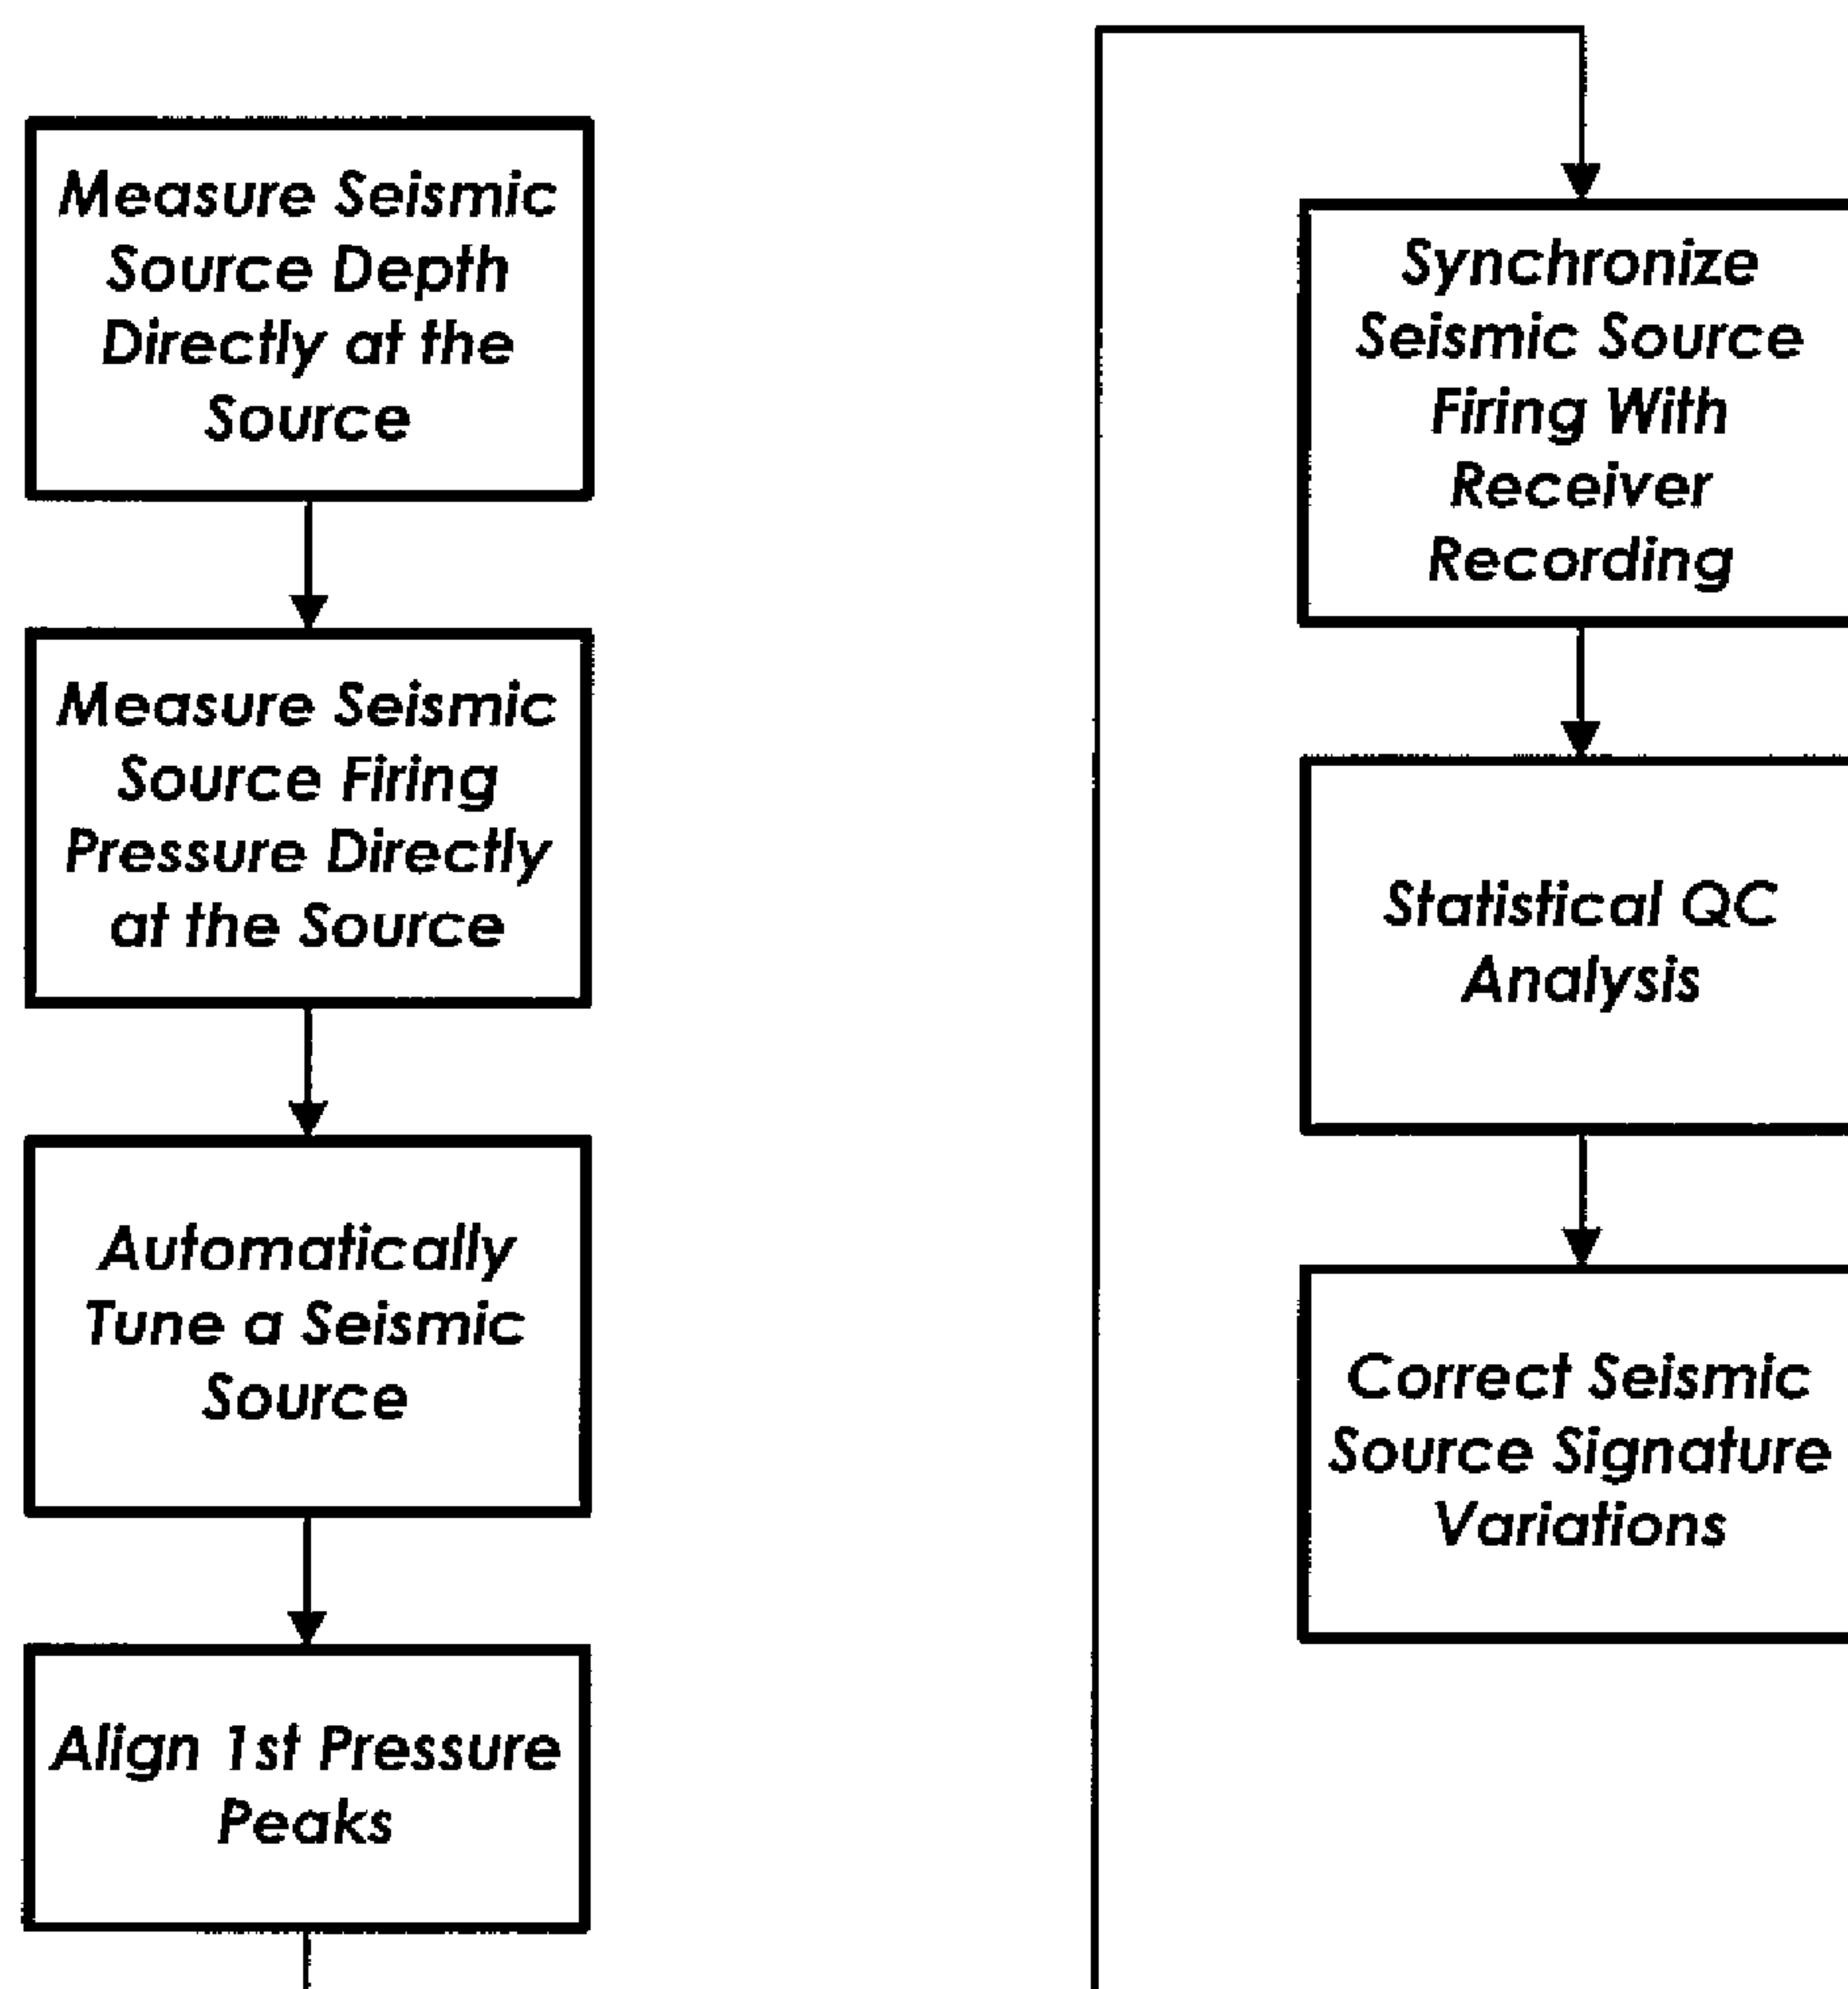 Measure Seismic
Source Depth
Directly at the
Source
Measure Seismic
Source Firing
Pressure Directly
at the Source
Automatically
Tune a Seismic
Source
Align 1st Pressure
Peaks
Synchronize
Seismic Source
Firing With
Receiver
Recording
Statistical QC
Analysis
Correct Seismic
Source Signature
Variations